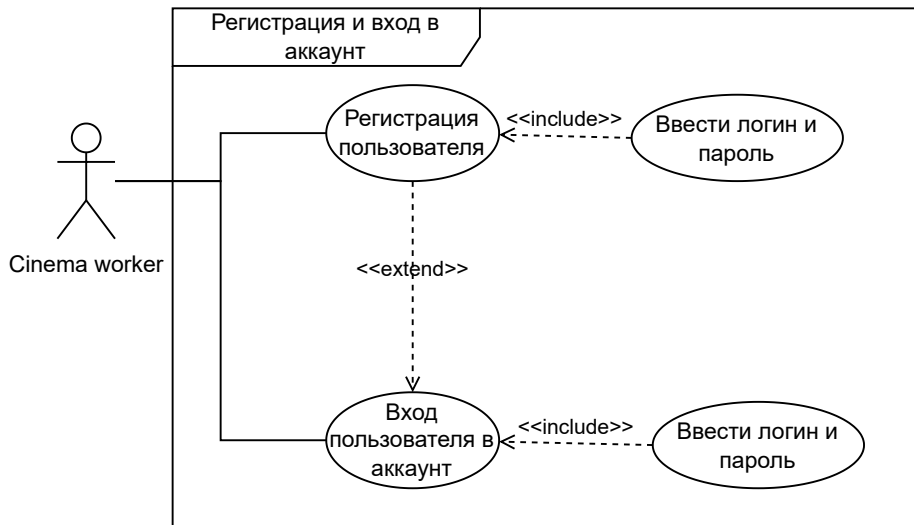 Регистрация и вход в
аккаунт
Регистрация
пользователя
<<include>>
Ввести логин и
пароль
Cinema worker
<<extend>>
Вход
пользователя в
аккаунт
<<include>>
Ввести логин и
пароль